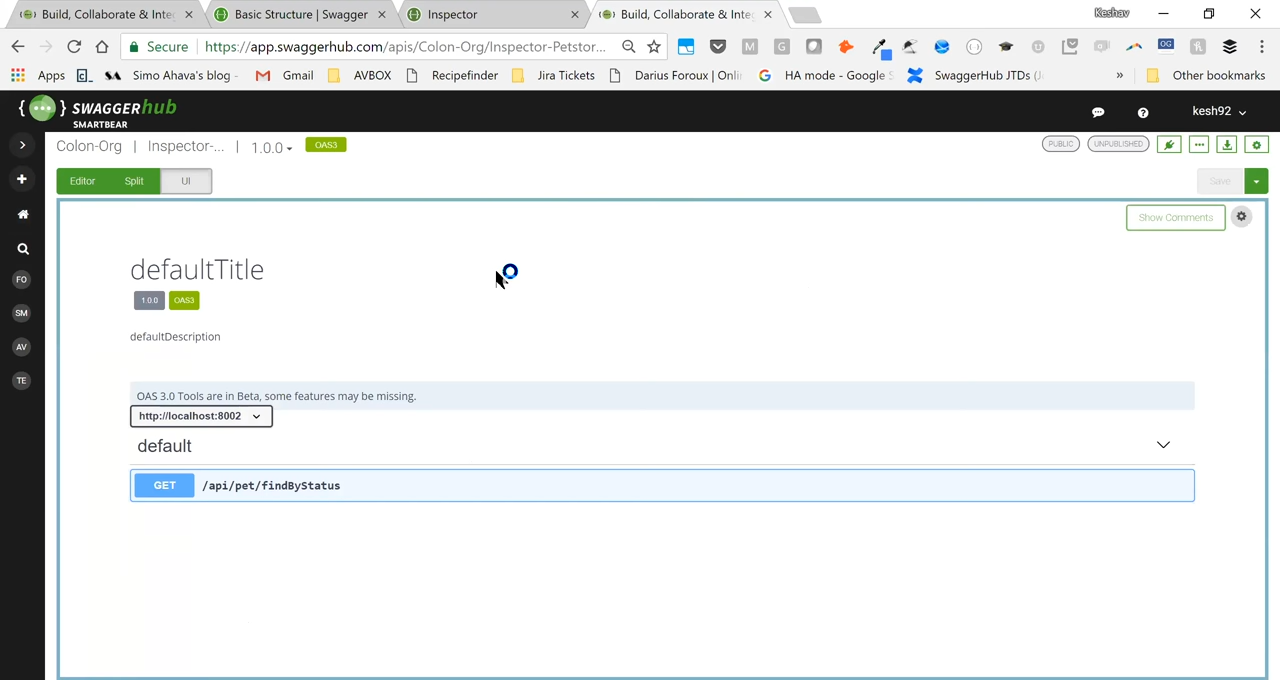 Build, Collaborate & Inte
Basic Structure | Swagger
Inspector
Build, Collaborate & Inte
Keshav
Secure
https://app.swaggerhub.com/apis/Colon-Org/Inspector-Petstor...
OG
Apps
Simo Ahava's blog -
Gmail
AVBOX
Recipefinder
Jira Tickets
Darius Foroux | Onli
HA mode - Google S
SwaggerHub JTDs (J
»
Other bookmarks
SWAGGERhub
SMARTBEAR
kesh92
Colon-Org | Inspector-... | 1.0.0
OAS3
PUBLIC
UNPUBLISHED
Editor
Split
UI
Save
Show Comments
FO
SM
AV
TE
defaultTitle
1.0.0
OAS3
defaultDescription
OAS 3.0 Tools are in Beta, some features may be missing.
http://localhost:8002
default
GET
/api/pet/findByStatus